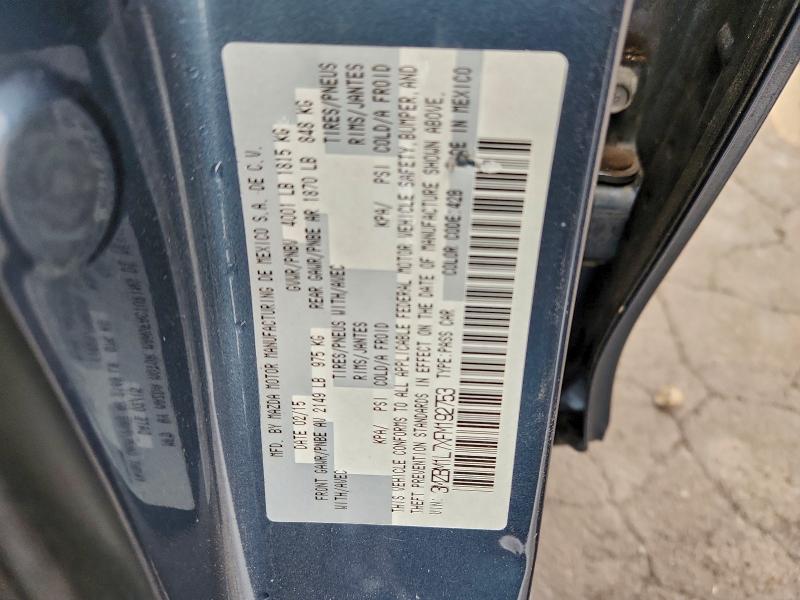 MFD. BY MAZDA MOTOR MANUFACTURING DE MEXICO S.A. DE C.V.
DATE 02/15 GVWR/PNBV 4001 LB 1815 KG
FRONT GAWR/PNBE AV 2149 LB 975 KG REAR GAWR/PNBE AR 1870 LB 848 KG
WITH/AVEC TIRES/PNEUS WITH/AVEC TIRES/PNEUS
RIMS/JANTES RIMS/JANTES
KPA/ PSI COLD/A FROID KPA/ PSI COLD/A FROID
THIS VEHICLE CONFORMS TO ALL APPLICABLE FEDERAL MOTOR VEHICLE SAFETY, BUMPER, AND
THEFT PREVENTION STANDARDS IN EFFECT ON THE DATE OF MANUFACTURE SHOWN ABOVE.
VIN: 3MZBM1L7XFM192753 TYPE:PASS CAR COLOR CODE:42B IN MEXICO